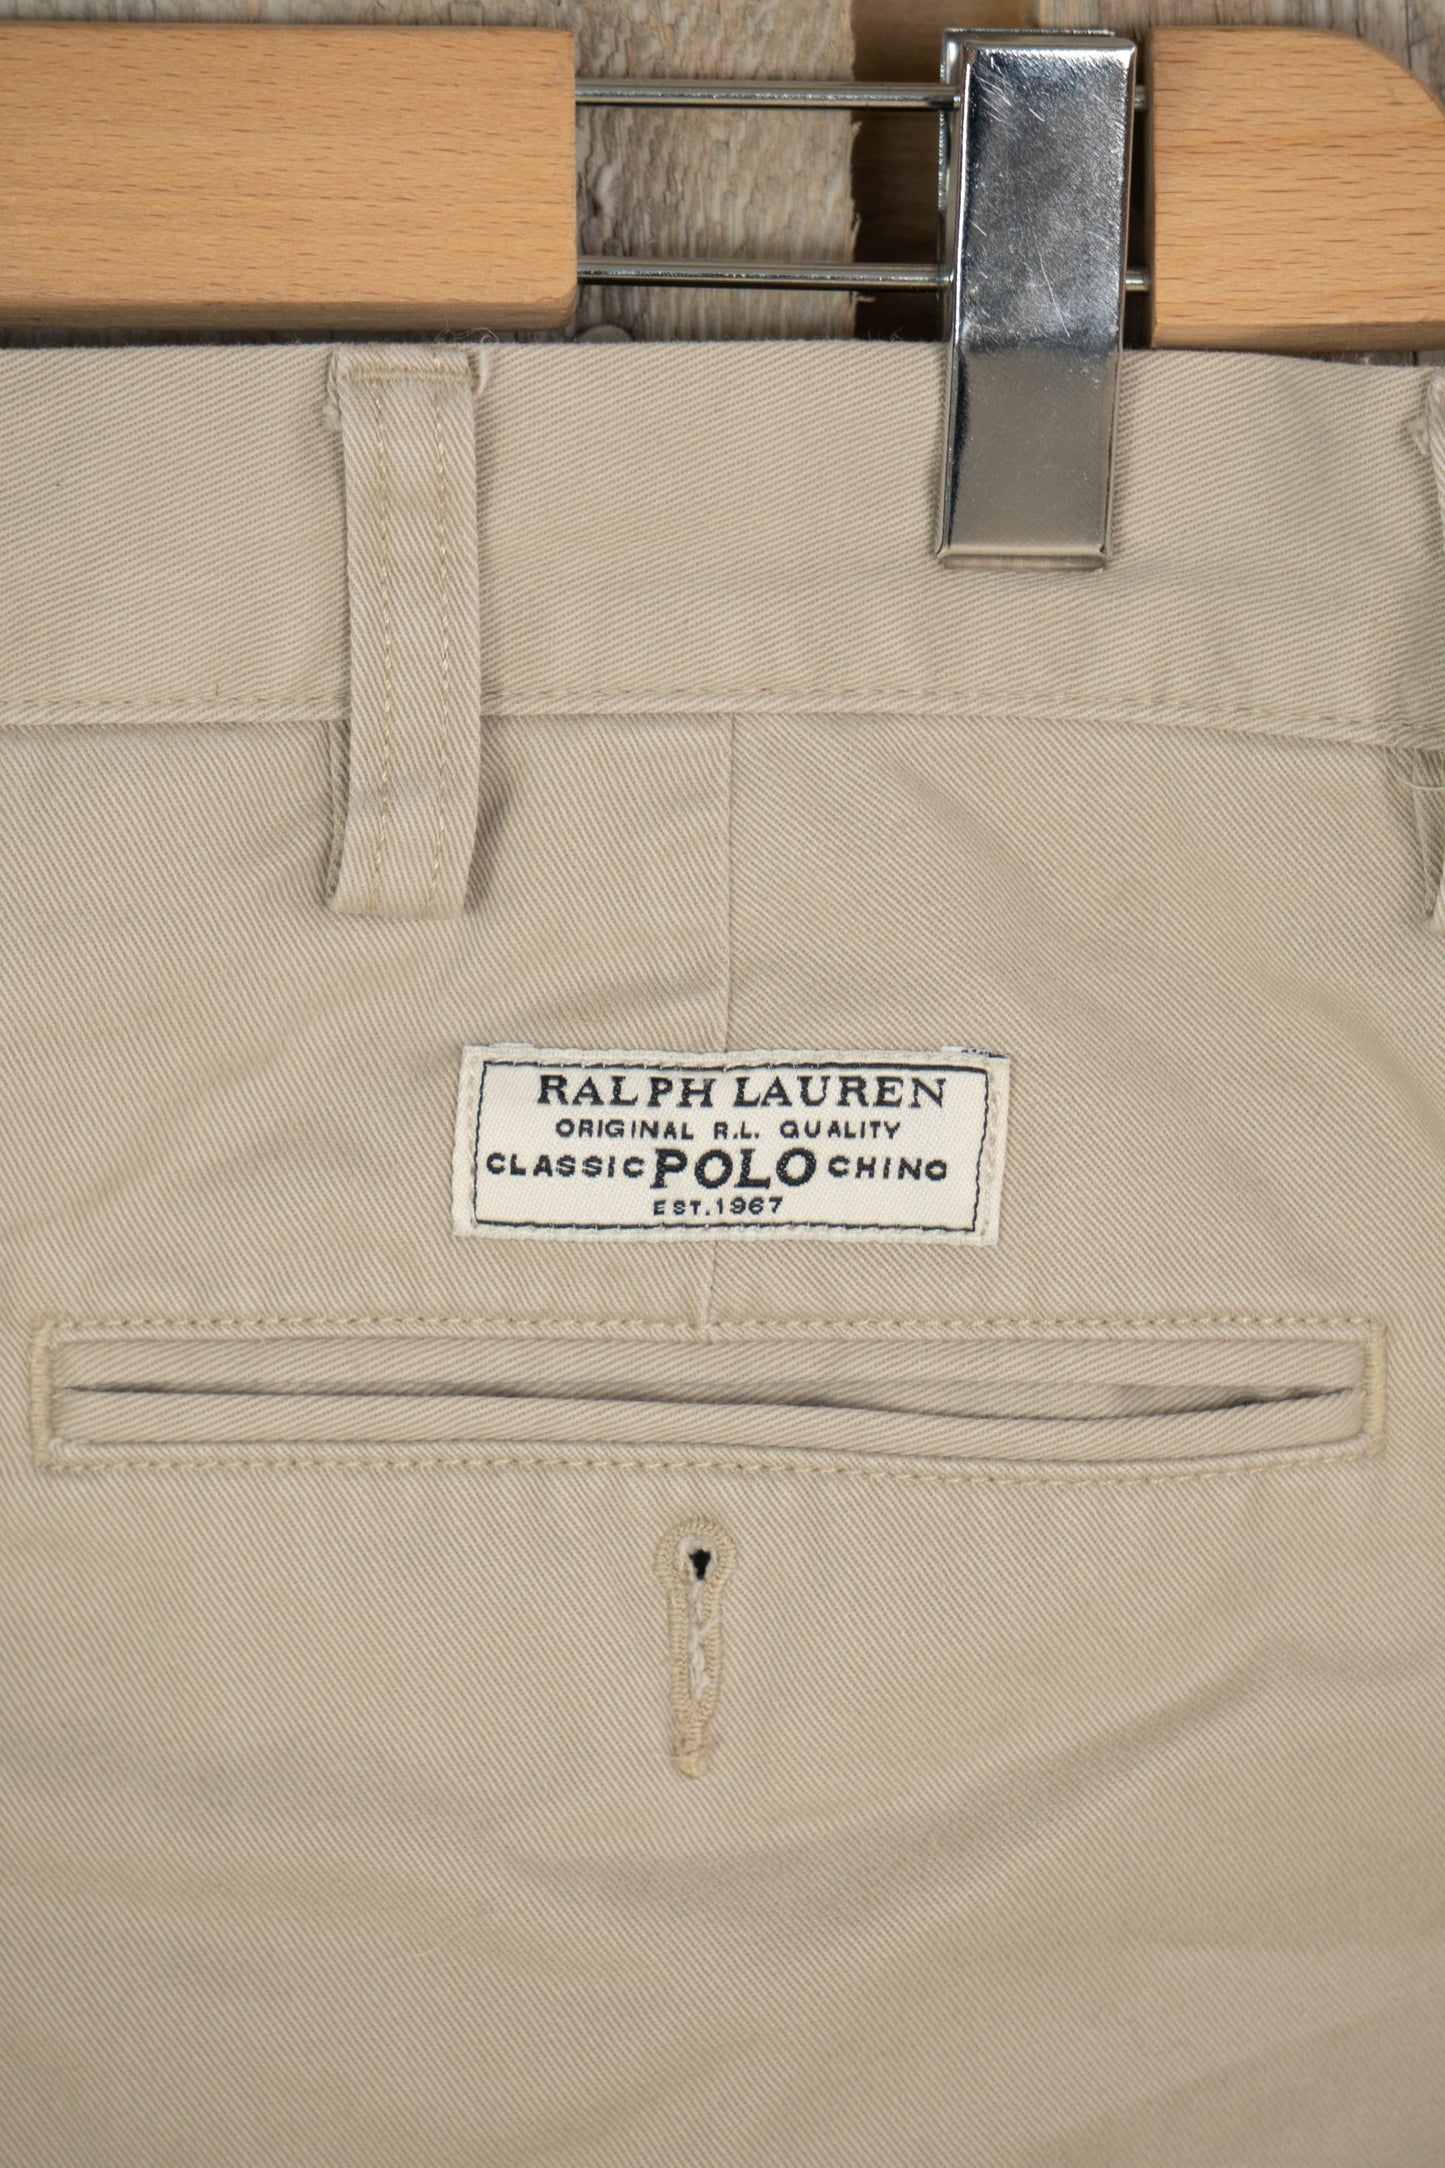 RALPH LAUREN
ORIGINAL R.L. QUALITY
CLASSIC POLO CHINO
EST. 1967